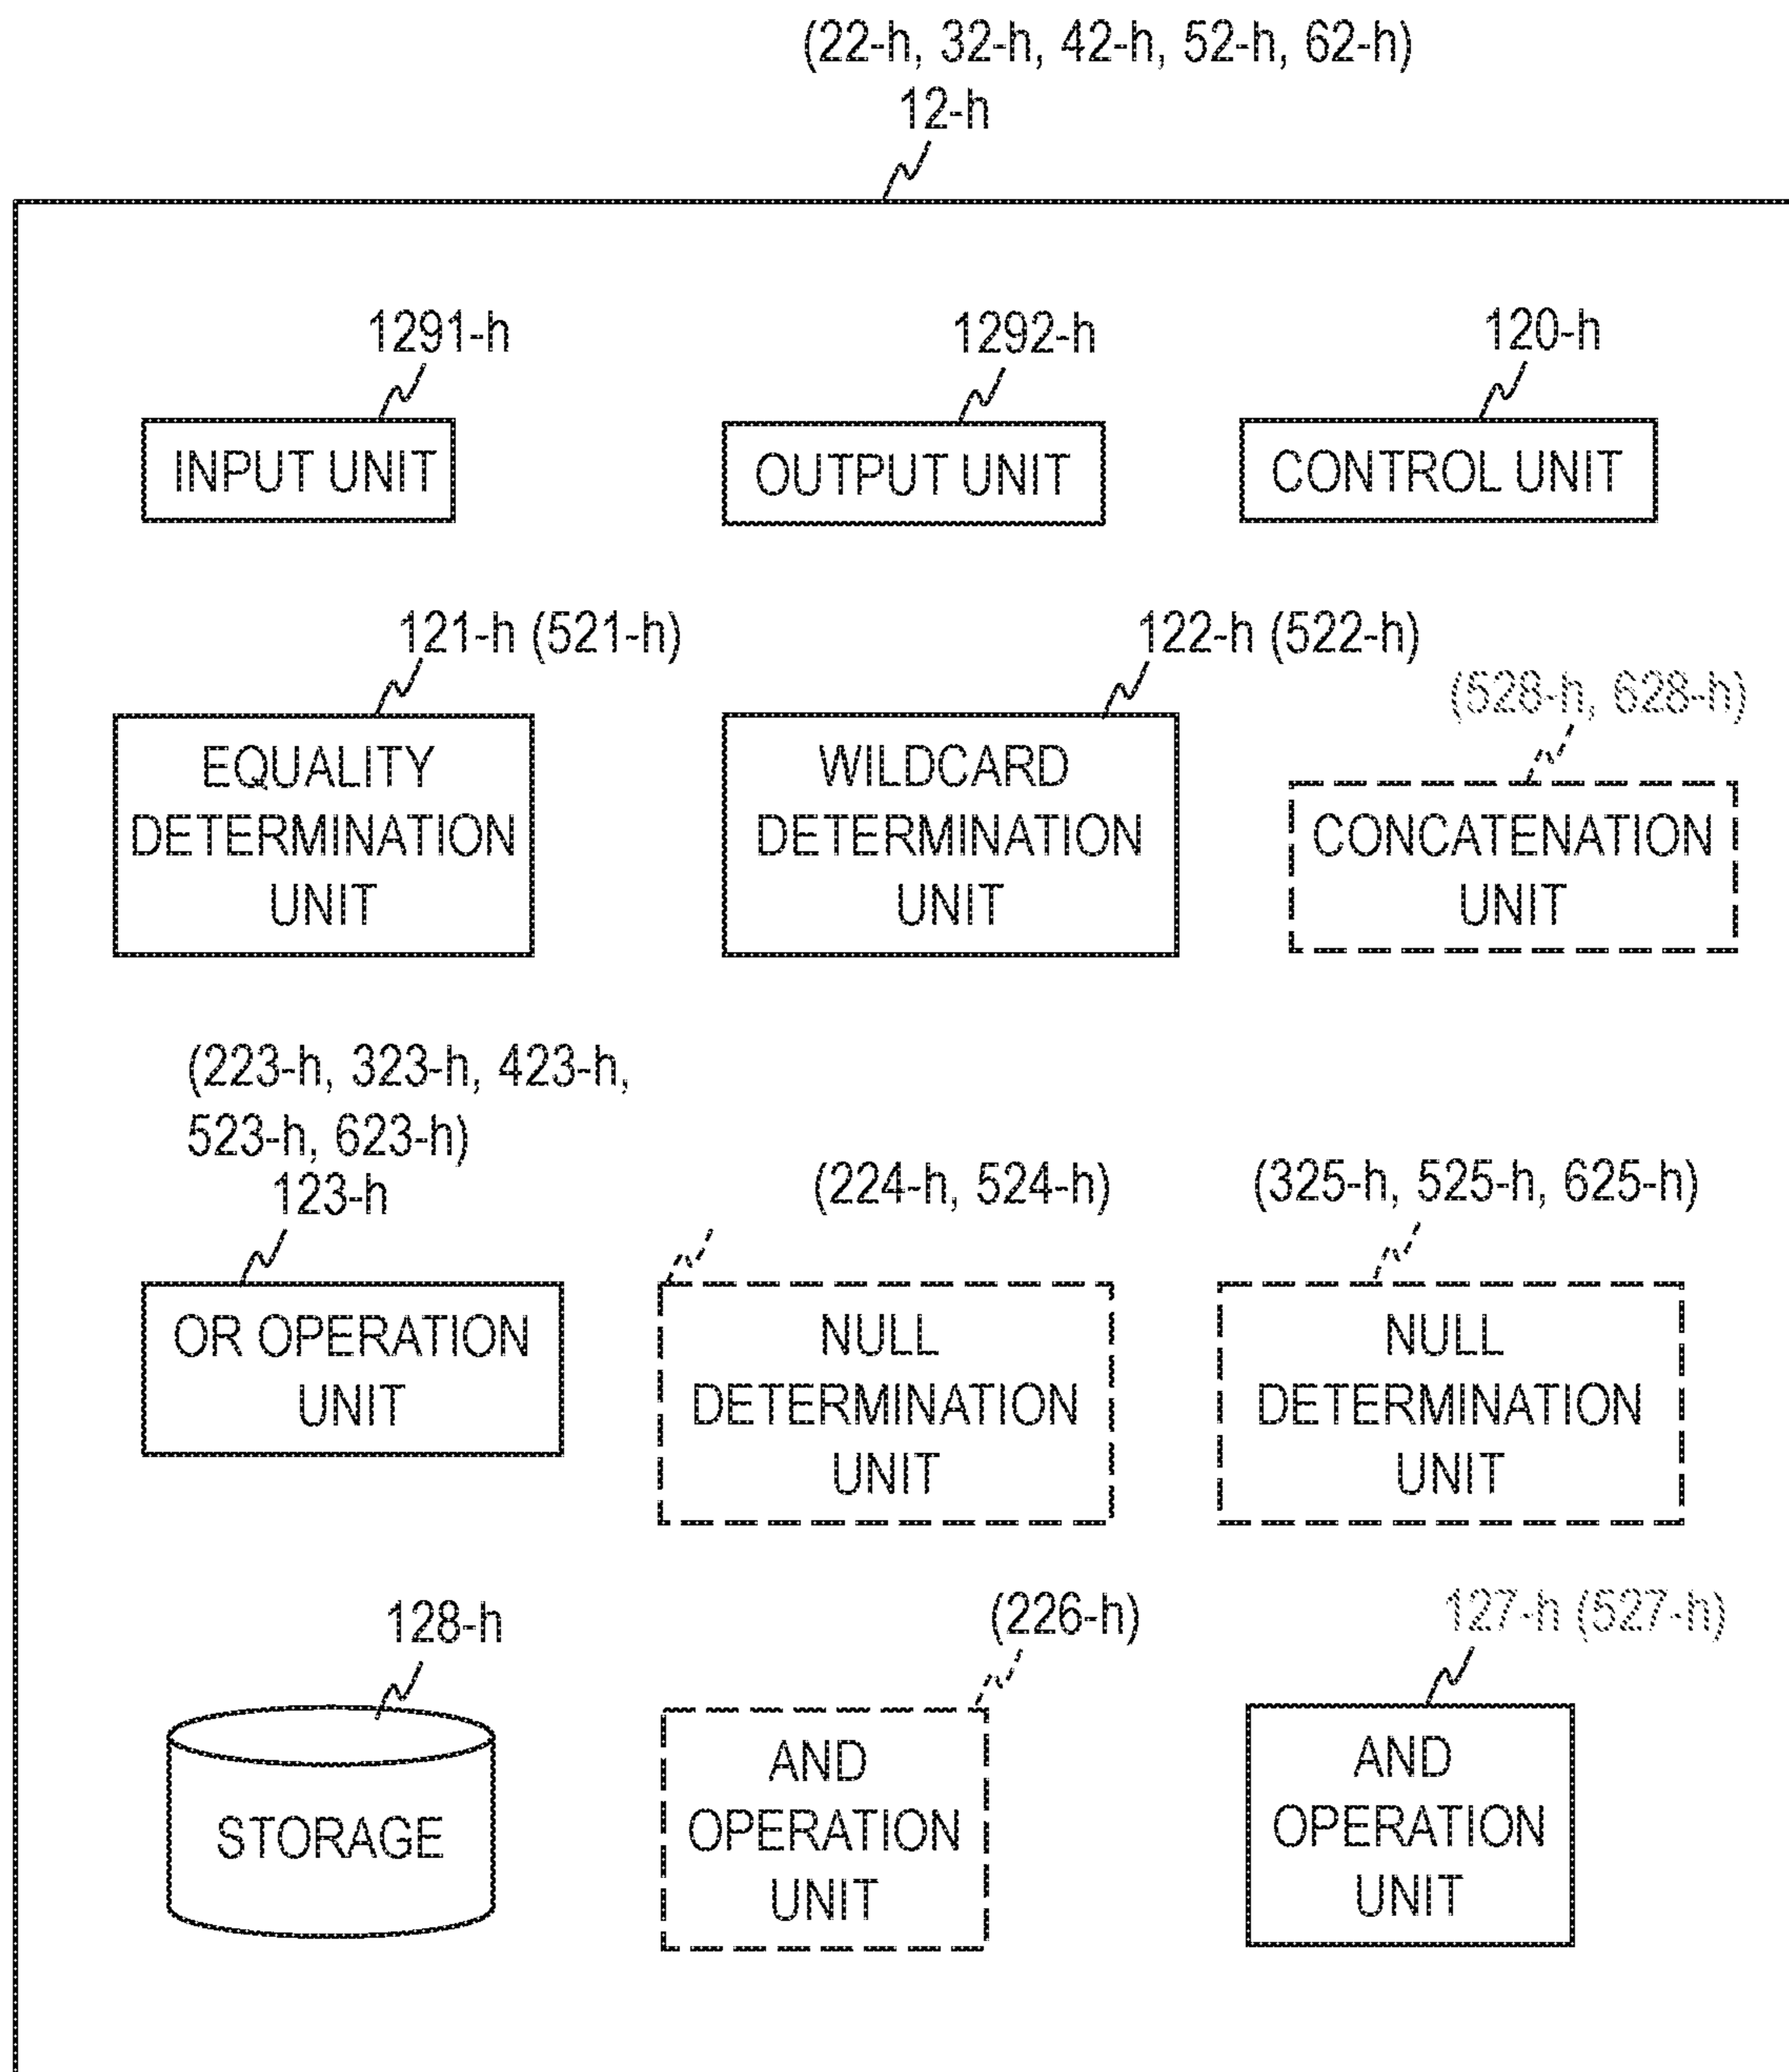 (22-h, 32-h, 42-h, 52-h, 62-h)
12-h
1291-h
1292-h
120-h
INPUT UNIT
OUTPUT UNIT
CONTROL UNIT
121-h (521-h)
122-h (522-h)
(528-h, 628-h)
EQUALITY
DETERMINATION
UNIT
WILDCARD
DETERMINATION
UNIT
CONCATENATION
UNIT
(223-h, 323-h, 423-h,
523-h, 623-h)
123-h
(224-h, 524-h)
(325-h, 525-h, 625-h)
OR OPERATION
UNIT
NULL
DETERMINATION
UNIT
NULL
DETERMINATION
UNIT
128-h
(226-h)
127-h (527-h)
STORAGE
AND
OPERATION
UNIT
AND
OPERATION
UNIT